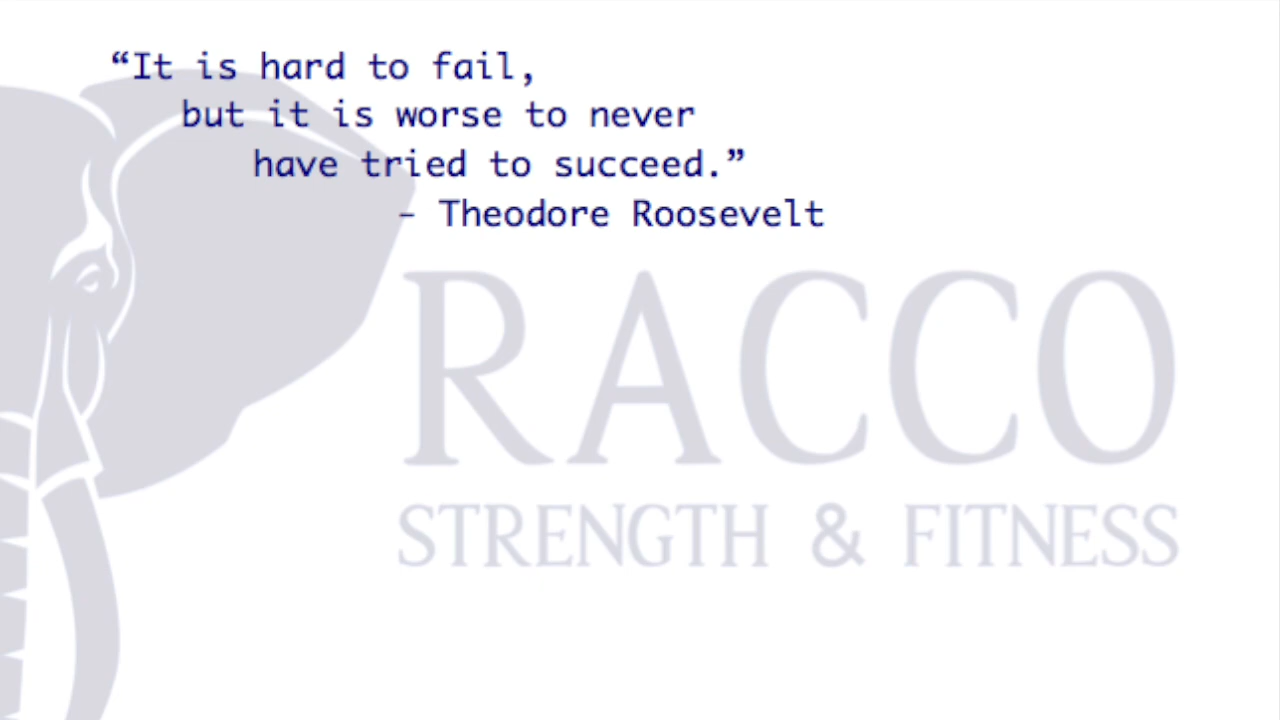 “It is hard to fail,
but it is worse to never
have tried to succeed.”
- Theodore Roosevelt
RACCO
STRENGTH & FITNESS